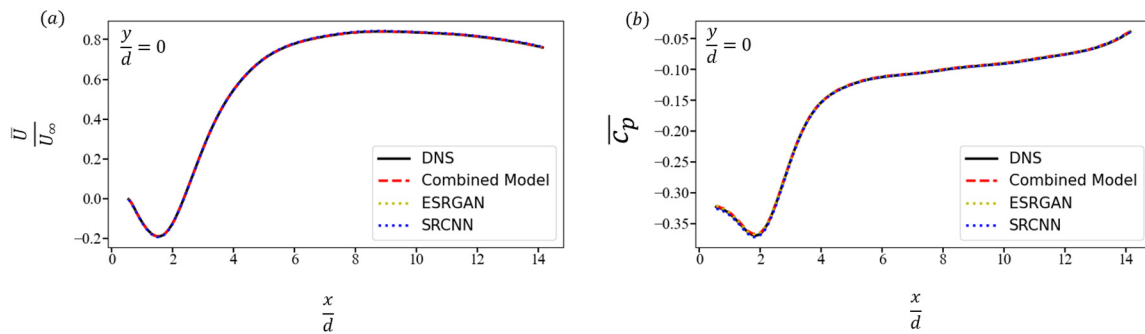 (a)
y/d = 0
0.8
0.6
0.4
0.2
0.0
−0.2
U̅/U∞
DNS
Combined Model
ESRGAN
SRCNN
0 2 4 6 8 10 12 14
x/d
(b)
y/d = 0
−0.05
−0.10
−0.15
−0.20
−0.25
−0.30
−0.35
C̅p̅
DNS
Combined Model
ESRGAN
SRCNN
0 2 4 6 8 10 12 14
x/d